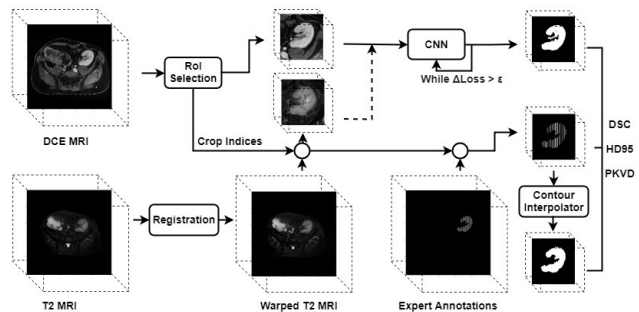 RoI
Selection
CNN
While ΔLoss > ε
DCE MRI
Crop Indices
DSC
HD95
PKVD
Registration
Contour
Interpolator
T2 MRI
Warped T2 MRI
Expert Annotations